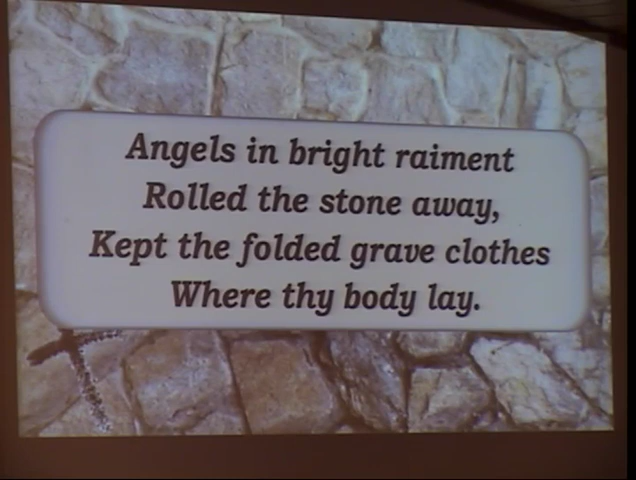 Angels in bright raiment
Rolled the stone away,
Kept the folded grave clothes
Where thy body lay.